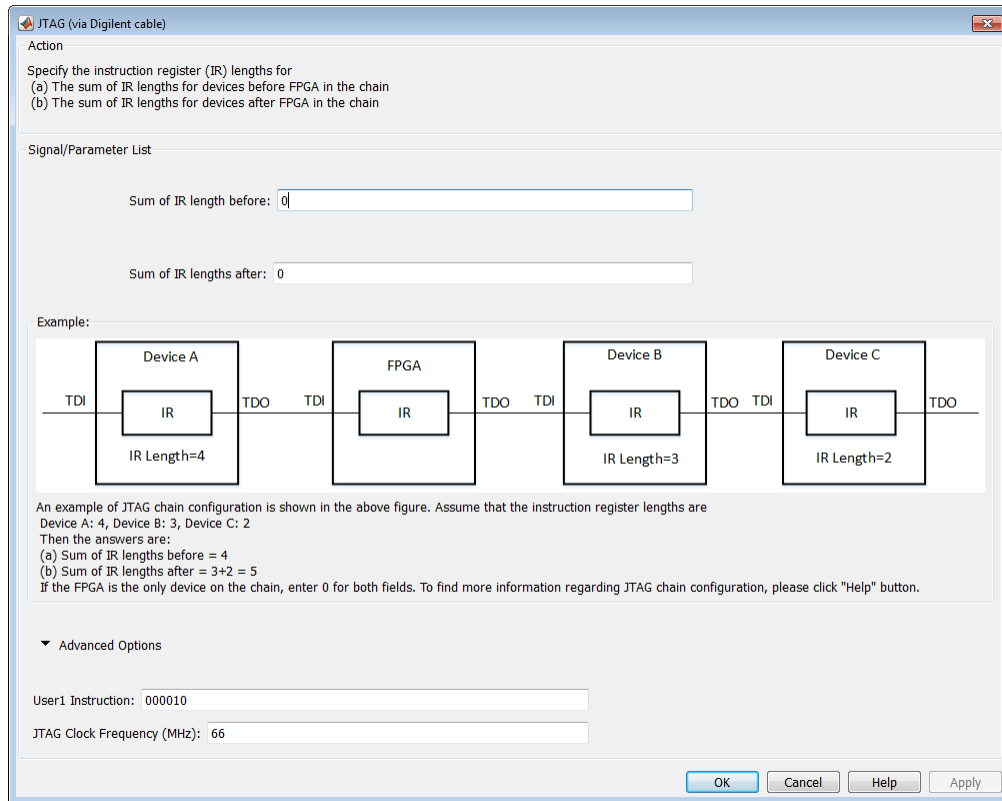 JTAG (via Digilent cable)
Action
Specify the instruction register (IR) lengths for
(a) The sum of IR lengths for devices before FPGA in the chain
(b) The sum of IR lengths for devices after FPGA in the chain
Signal/Parameter List
Sum of IR length before: 0
Sum of IR lengths after: 0
Example:
Device A FPGA Device B Device C
TDI IR TDO TDI IR TDO TDI IR TDO TDI IR TDO
IR Length=4 IR Length=3 IR Length=2
An example of JTAG chain configuration is shown in the above figure. Assume that the instruction register lengths are
Device A: 4, Device B: 3, Device C: 2
Then the answers are:
(a) Sum of IR lengths before = 4
(b) Sum of IR lengths after = 3+2 = 5
If the FPGA is the only device on the chain, enter 0 for both fields. To find more information regarding JTAG chain configuration, please click "Help" button.
Advanced Options
User1 Instruction: 000010
JTAG Clock Frequency (MHz): 66
OK Cancel Help Apply